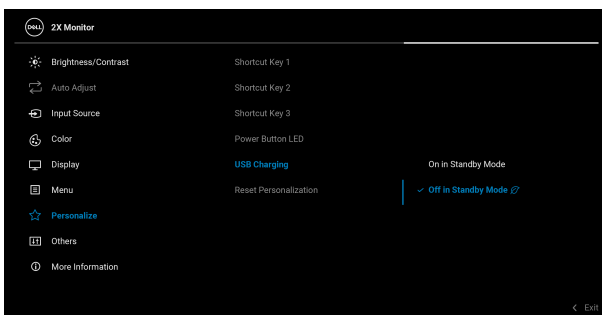 DELL 2X Monitor
Brightness/Contrast
Auto Adjust
Input Source
Color
Display
Menu
Personalize
Others
More Information
Shortcut Key 1
Shortcut Key 2
Shortcut Key 3
Power Button LED
USB Charging
Reset Personalization
On in Standby Mode
Off in Standby Mode
Exit